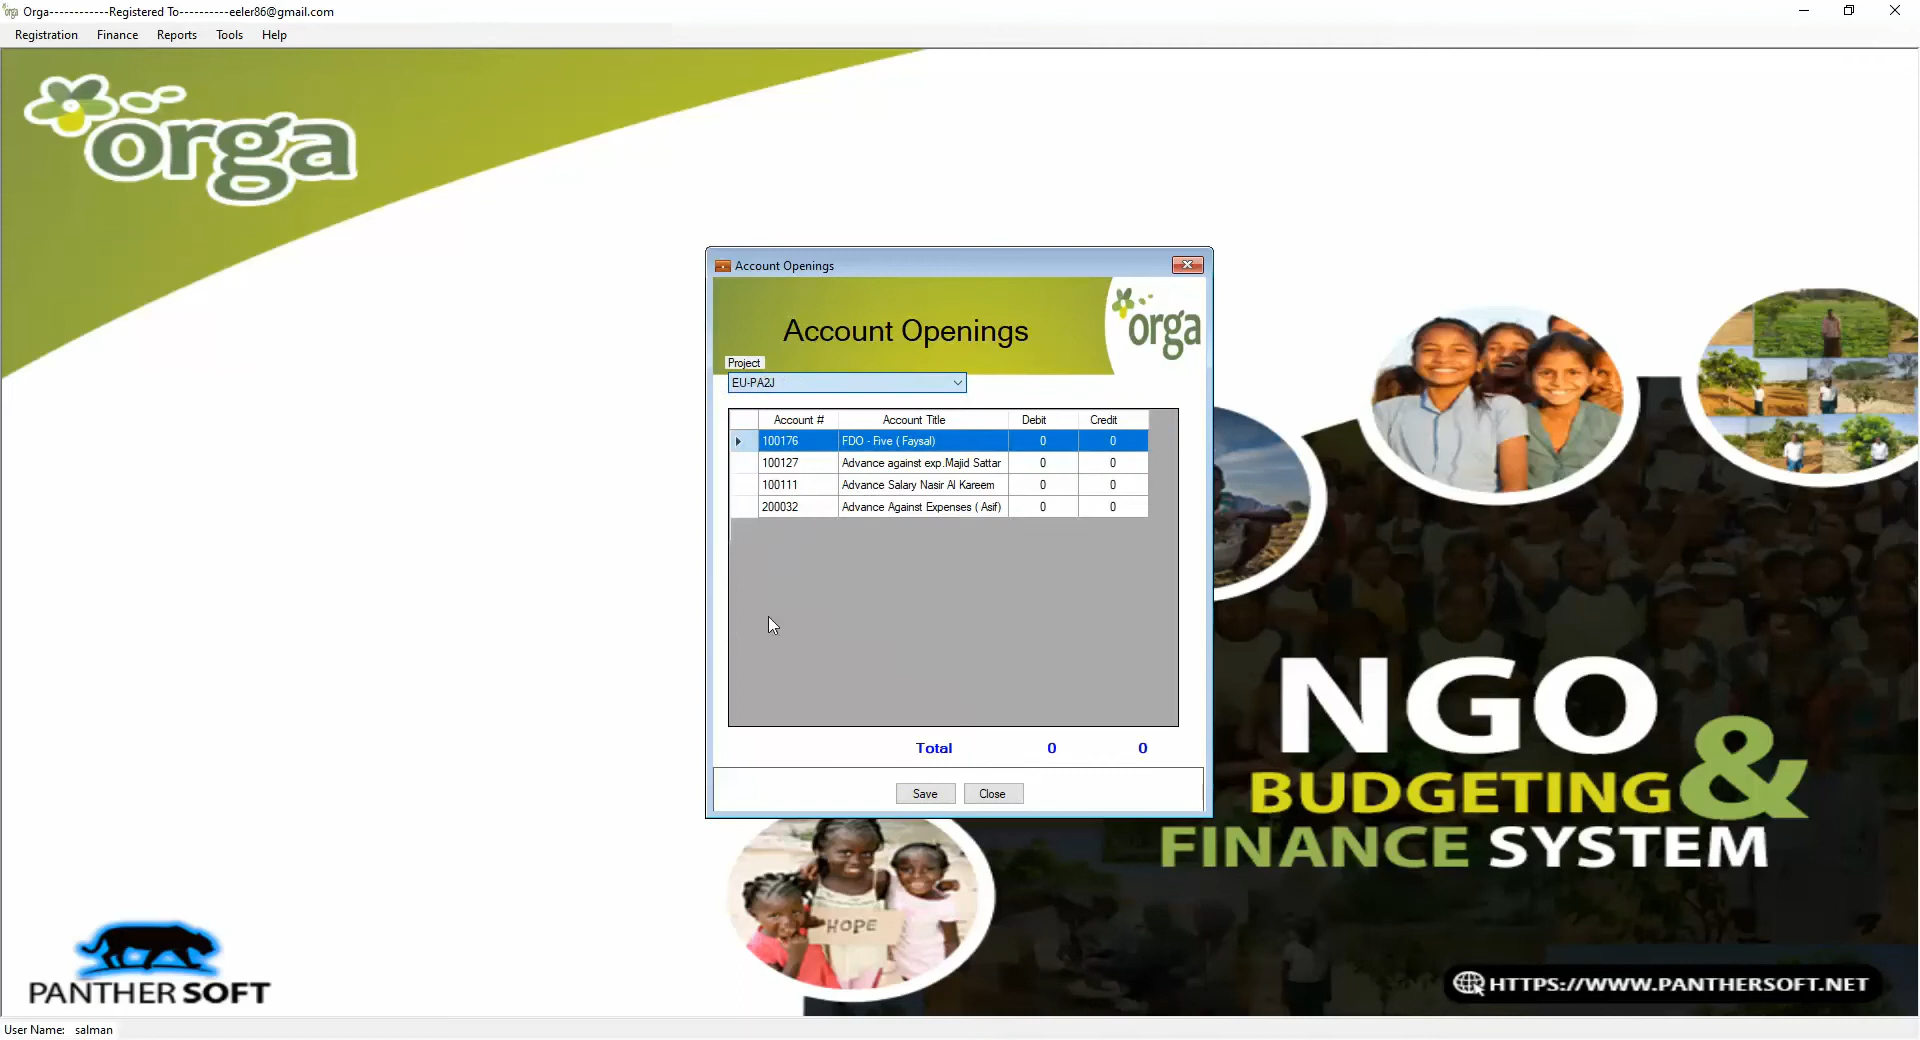 Orga------------Registered To----------eeler86@gmail.com
Registration Finance Reports Tools Help
orga
Account Openings
Account Openings
orga
Project
EU-PA2J
Account # Account Title Debit Credit
100176 FDO - Five ( Faysal) 0 0
100127 Advance against exp.Majid Sattar 0 0
100111 Advance Salary Nasir Al Kareem 0 0
200032 Advance Against Expenses ( Asif) 0 0
Total 0 0
Save Close
NGO
BUDGETING &
FINANCE SYSTEM
HOPE
PANTHER SOFT
HTTPS://WWW.PANTHERSOFT.NET
User Name: salman